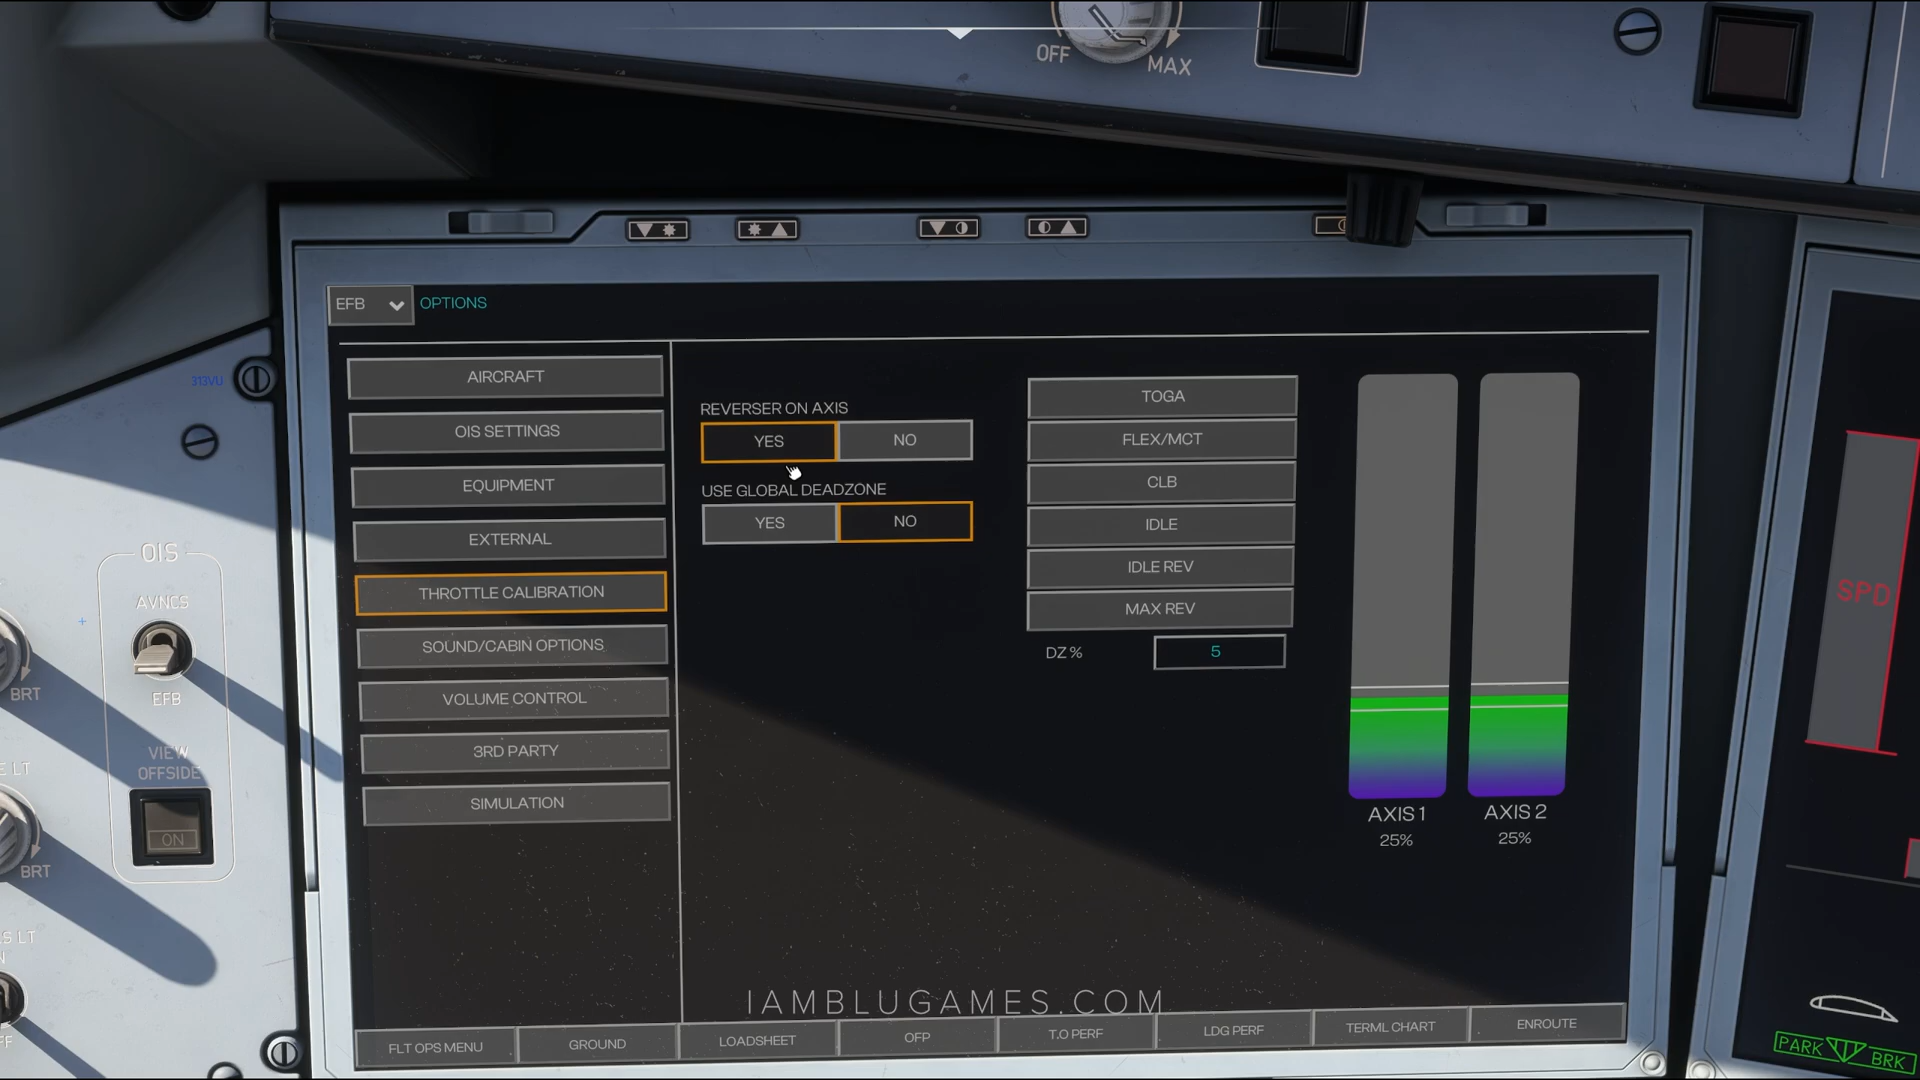 OFF
MAX
EFB
OPTIONS
AIRCRAFT
OIS SETTINGS
EQUIPMENT
EXTERNAL
THROTTLE CALIBRATION
SOUND/CABIN OPTIONS
VOLUME CONTROL
3RD PARTY
SIMULATION
REVERSER ON AXIS
YES
NO
USE GLOBAL DEADZONE
YES
NO
TOGA
FLEX/MCT
CLB
IDLE
IDLE REV
MAX REV
DZ %
5
AXIS 1
25%
AXIS 2
25%
FLT OPS MENU
GROUND
LOADSHEET
OFP
T.O PERF
LDG PERF
TERML CHART
ENROUTE
IAMBLUGAMES.COM
313VU
OIS
AVNCS
EFB
VIEW
OFFSIDE
ON
BRT
BRT
LT
LT
SPD
PARK BRK